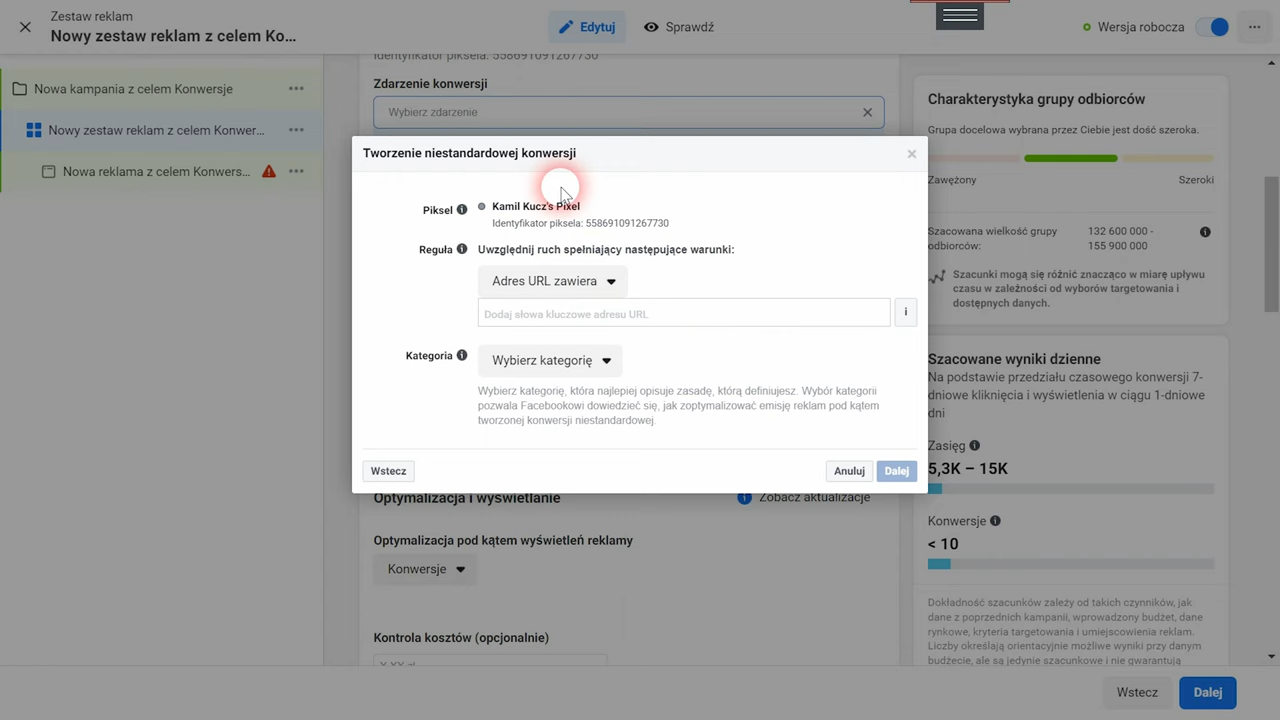 Zestaw reklam
Nowy zestaw reklam z celem Ko...
Edytuj
Sprawdź
Wersja robocza
Nowa kampania z celem Konwersje
Nowy zestaw reklam z celem Konwer...
Nowa reklama z celem Konwers...
Identyfikator piksela: 558691091267730
Zdarzenie konwersji
Wybierz zdarzenie
Tworzenie niestandardowej konwersji
Piksel
Kamil Kucz's Pixel
Identyfikator piksela: 558691091267730
Reguła
Uwzględnij ruch spełniający następujące warunki:
Adres URL zawiera
Dodaj słowa kluczowe adresu URL
i
Kategoria
Wybierz kategorię
Wybierz kategorię, która najlepiej opisuje zasadę, którą definiujesz. Wybór kategorii
pozwala Facebookowi dowiedzieć się, jak zoptymalizować emisję reklam pod kątem
tworzonej konwersji niestandardowej.
Wstecz
Anuluj
Dalej
Optymalizacja i wyświetlanie
Zobacz aktualizacje
Optymalizacja pod kątem wyświetleń reklamy
Konwersje
Kontrola kosztów (opcjonalnie)
X,XX zł
Charakterystyka grupy odbiorców
Grupa docelowa wybrana przez Ciebie jest dość szeroka.
Zawężony
Szeroki
Szacowana wielkość grupy
odbiorców:
132 600 000 -
155 900 000
Szacunki mogą się różnić znacząco w miarę upływu
czasu w zależności od wyborów targetowania i
dostępnych danych.
Szacowane wyniki dzienne
Na podstawie przedziału czasowego konwersji 7-
dniowe kliknięcia i wyświetlenia w ciągu 1-dniowe
dni
Zasięg
5,3K – 15K
Konwersje
< 10
Dokładność szacunków zależy od takich czynników, jak
dane z poprzednich kampanii, wprowadzony budżet, dane
rynkowe, kryteria targetowania i umiejscowienia reklam.
Liczby określają orientacyjnie możliwe wyniki przy danym
budżecie, ale są jedynie szacunkowe i nie gwarantują
Wstecz
Dalej